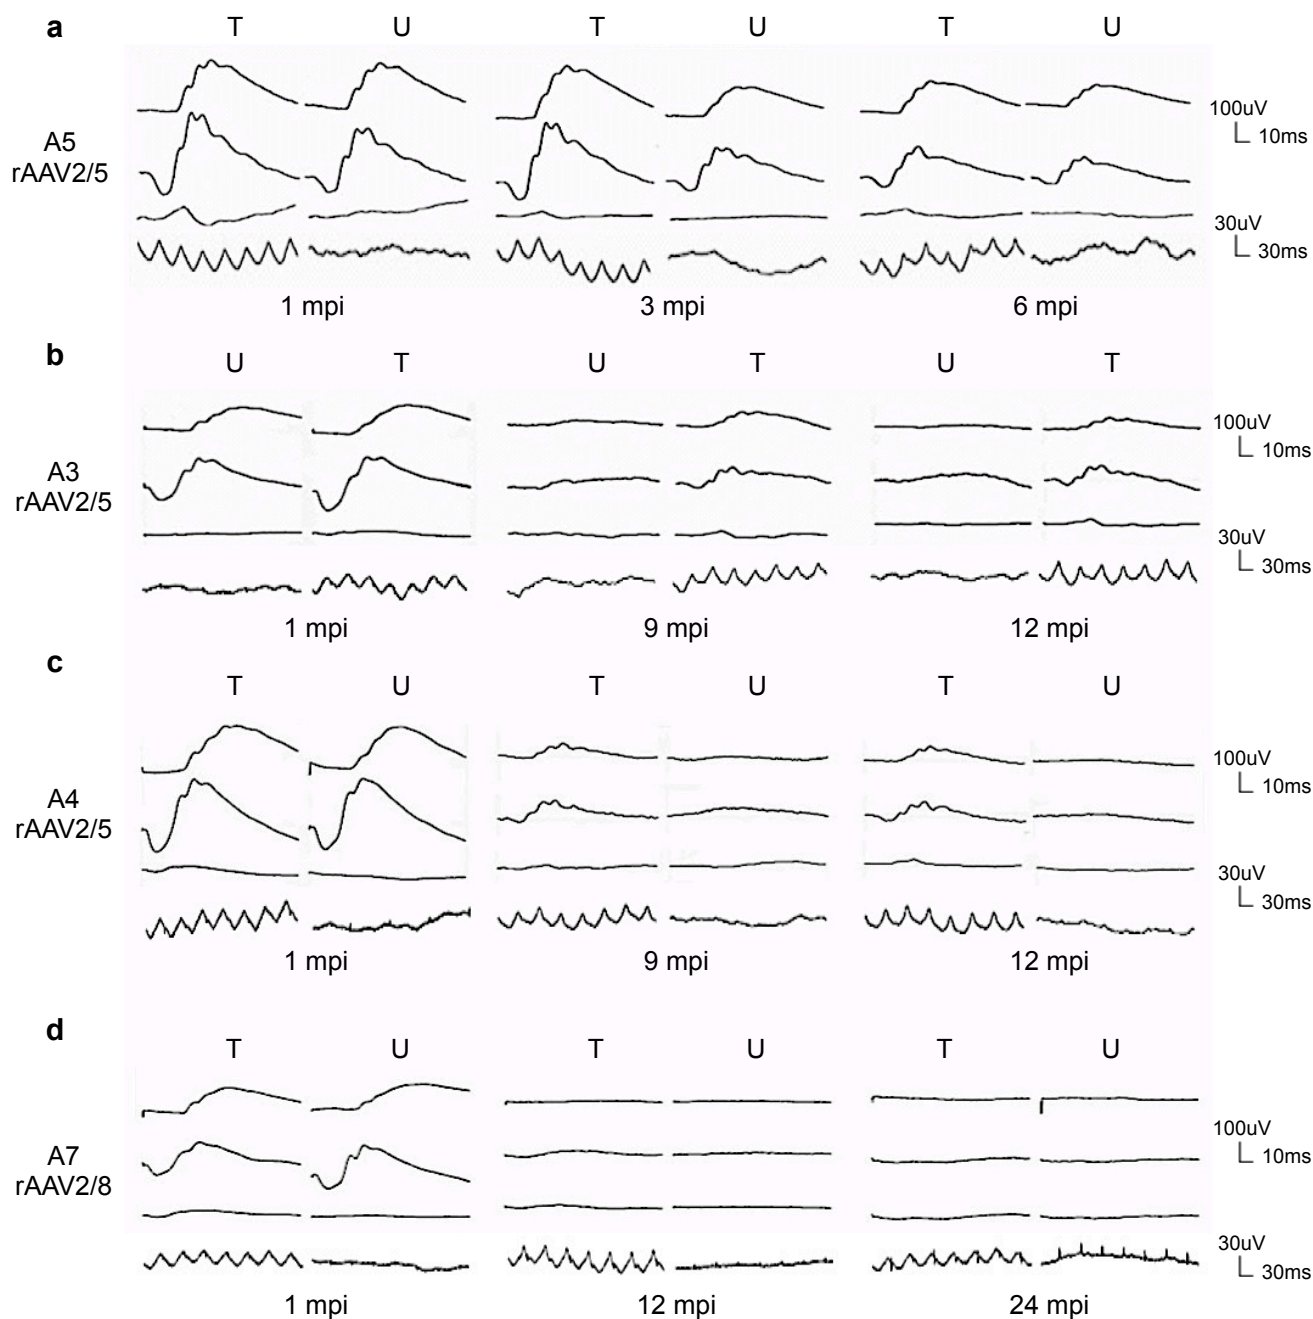 a
T U T U T U
A5
rAAV2/5
100uV
10ms
30uV
30ms
1 mpi 3 mpi 6 mpi
b
U T U T U T
A3
rAAV2/5
100uV
10ms
30uV
30ms
1 mpi 9 mpi 12 mpi
c
T U T U T U
A4
rAAV2/5
100uV
10ms
30uV
30ms
1 mpi 9 mpi 12 mpi
d
T U T U T U
A7
rAAV2/8
100uV
10ms
30uV
30ms
1 mpi 12 mpi 24 mpi